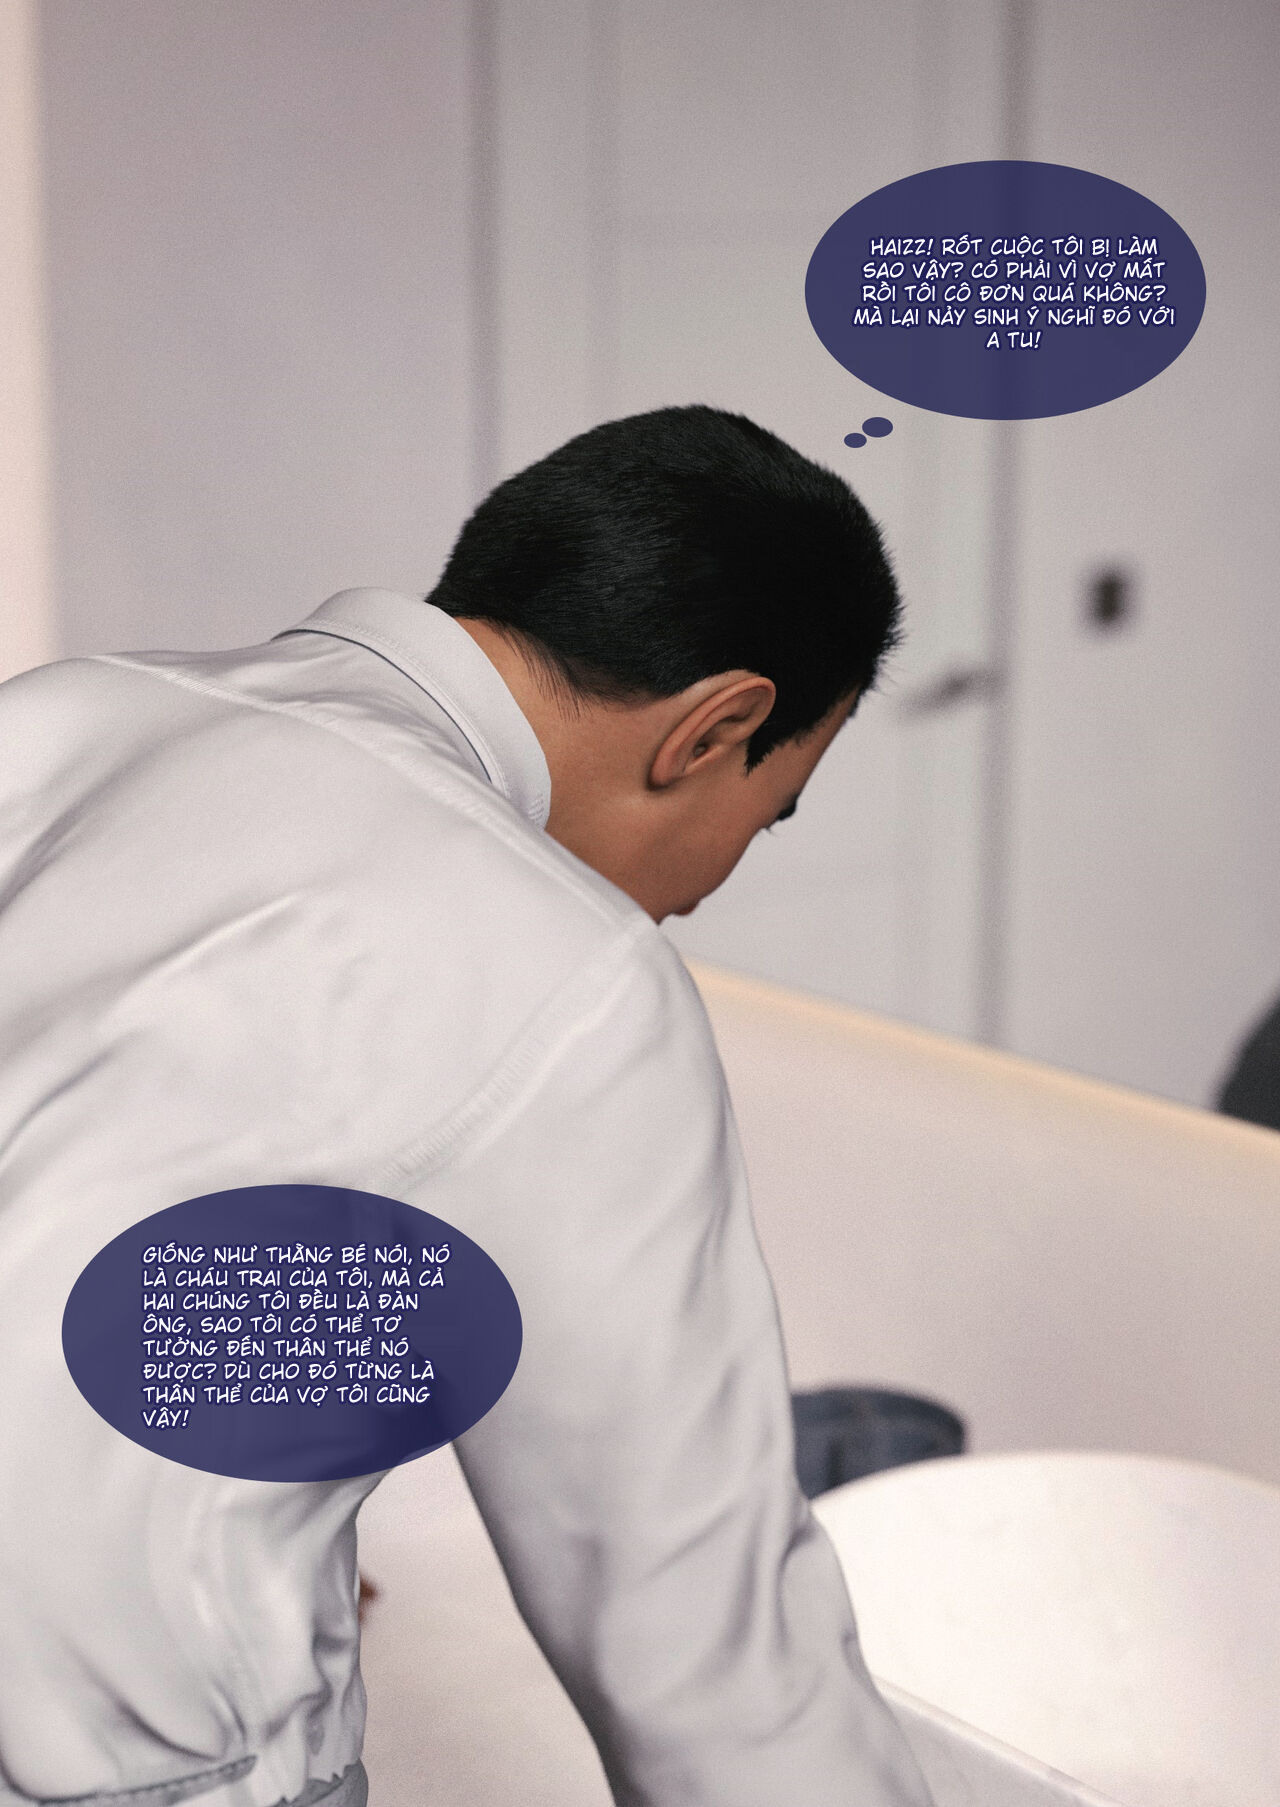 HAIZZ! RỐT CUỘC TÔI BỊ LÀM
SAO VẬY? CÓ PHẢI VÌ VỢ MẤT
RỒI TÔI CÔ ĐƠN QUÁ KHÔNG?
MÀ LẠI NẢY SINH Ý NGHĨ ĐÓ VỚI
A TU!
GIỐNG NHƯ THẰNG BÉ NÓI, NÓ
LÀ CHÁU TRAI CỦA TÔI, MÀ CẢ
HAI CHÚNG TÔI ĐỀU LÀ ĐÀN
ÔNG, SAO TÔI CÓ THỂ TƠ
TƯỞNG ĐẾN THÂN THỂ NÓ
ĐƯỢC? DÙ CHO ĐÓ TỪNG LÀ
THÂN THỂ CỦA VỢ TÔI CŨNG
VẬY!